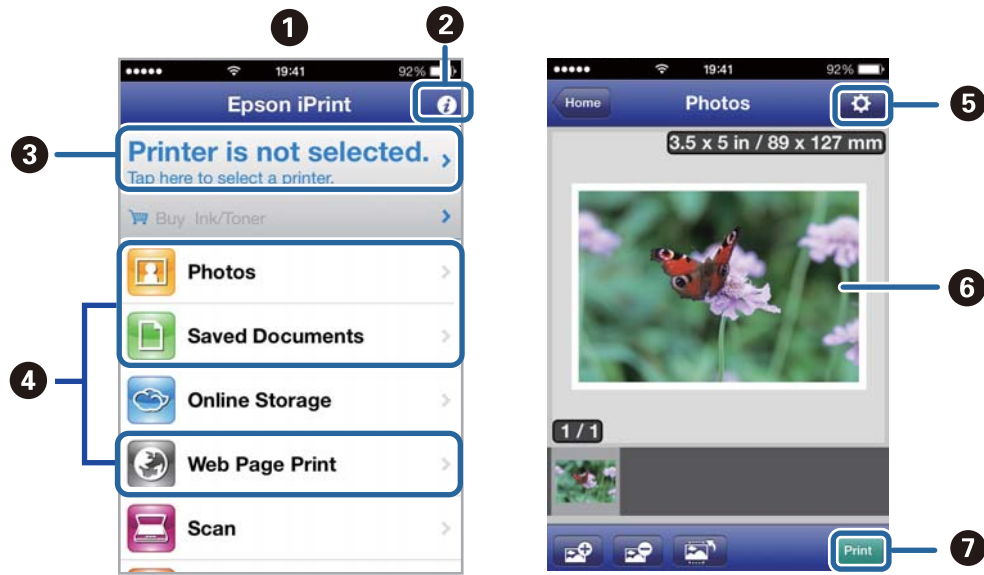 1
2
19:41
92%
Epson iPrint
3
Printer is not selected.
Tap here to select a printer.
Buy Ink/Toner
Photos
Saved Documents
4
Online Storage
Web Page Print
Scan
19:41
92%
Home
Photos
5
3.5 x 5 in / 89 x 127 mm
6
1 / 1
Print
7